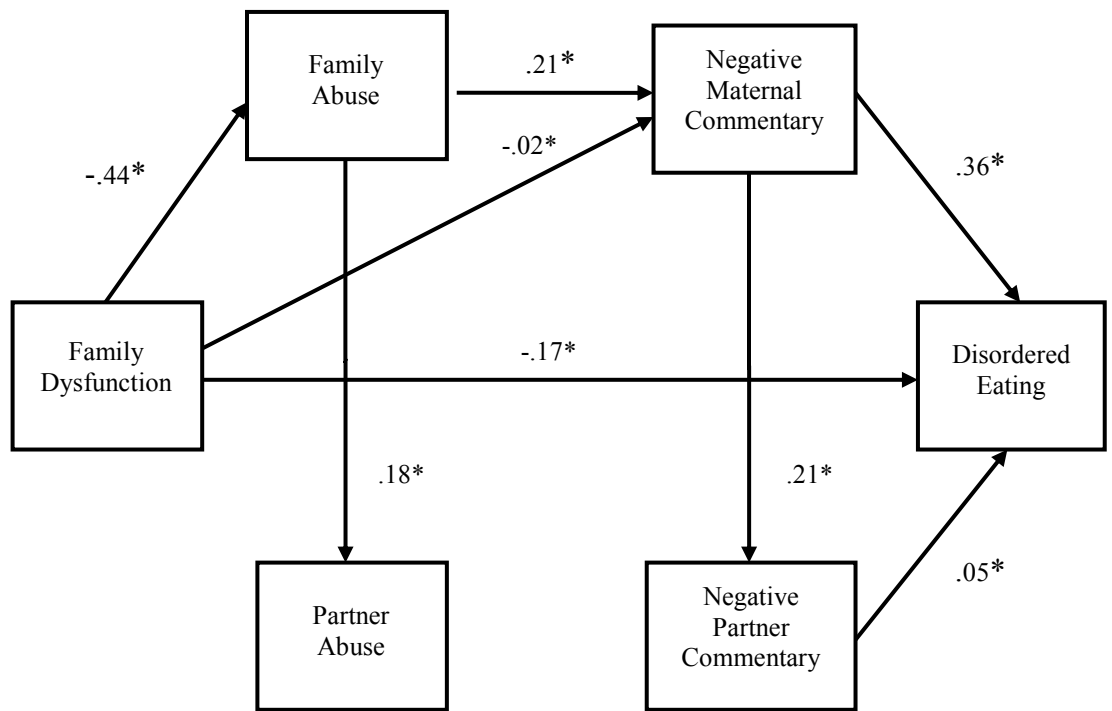 Family
Abuse
.21*
Negative
Maternal
Commentary
-.02*
-.44*
.36*
Family
Dysfunction
-.17*
Disordered
Eating
.18*
.21*
.05*
Partner
Abuse
Negative
Partner
Commentary